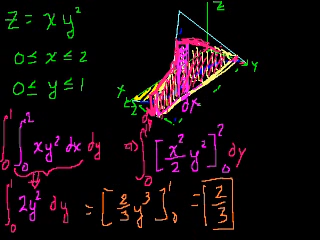 z = xy²
0 ≤ x ≤ 2
0 ≤ y ≤ 1
z
y
x
2
dx
∫₀¹ ∫₀² xy² dx dy ⇒ ∫₀¹ [x²/2 y²]₀² dy
∫₀¹ 2y² dy = [2/3 y³]₀¹ = 2/3